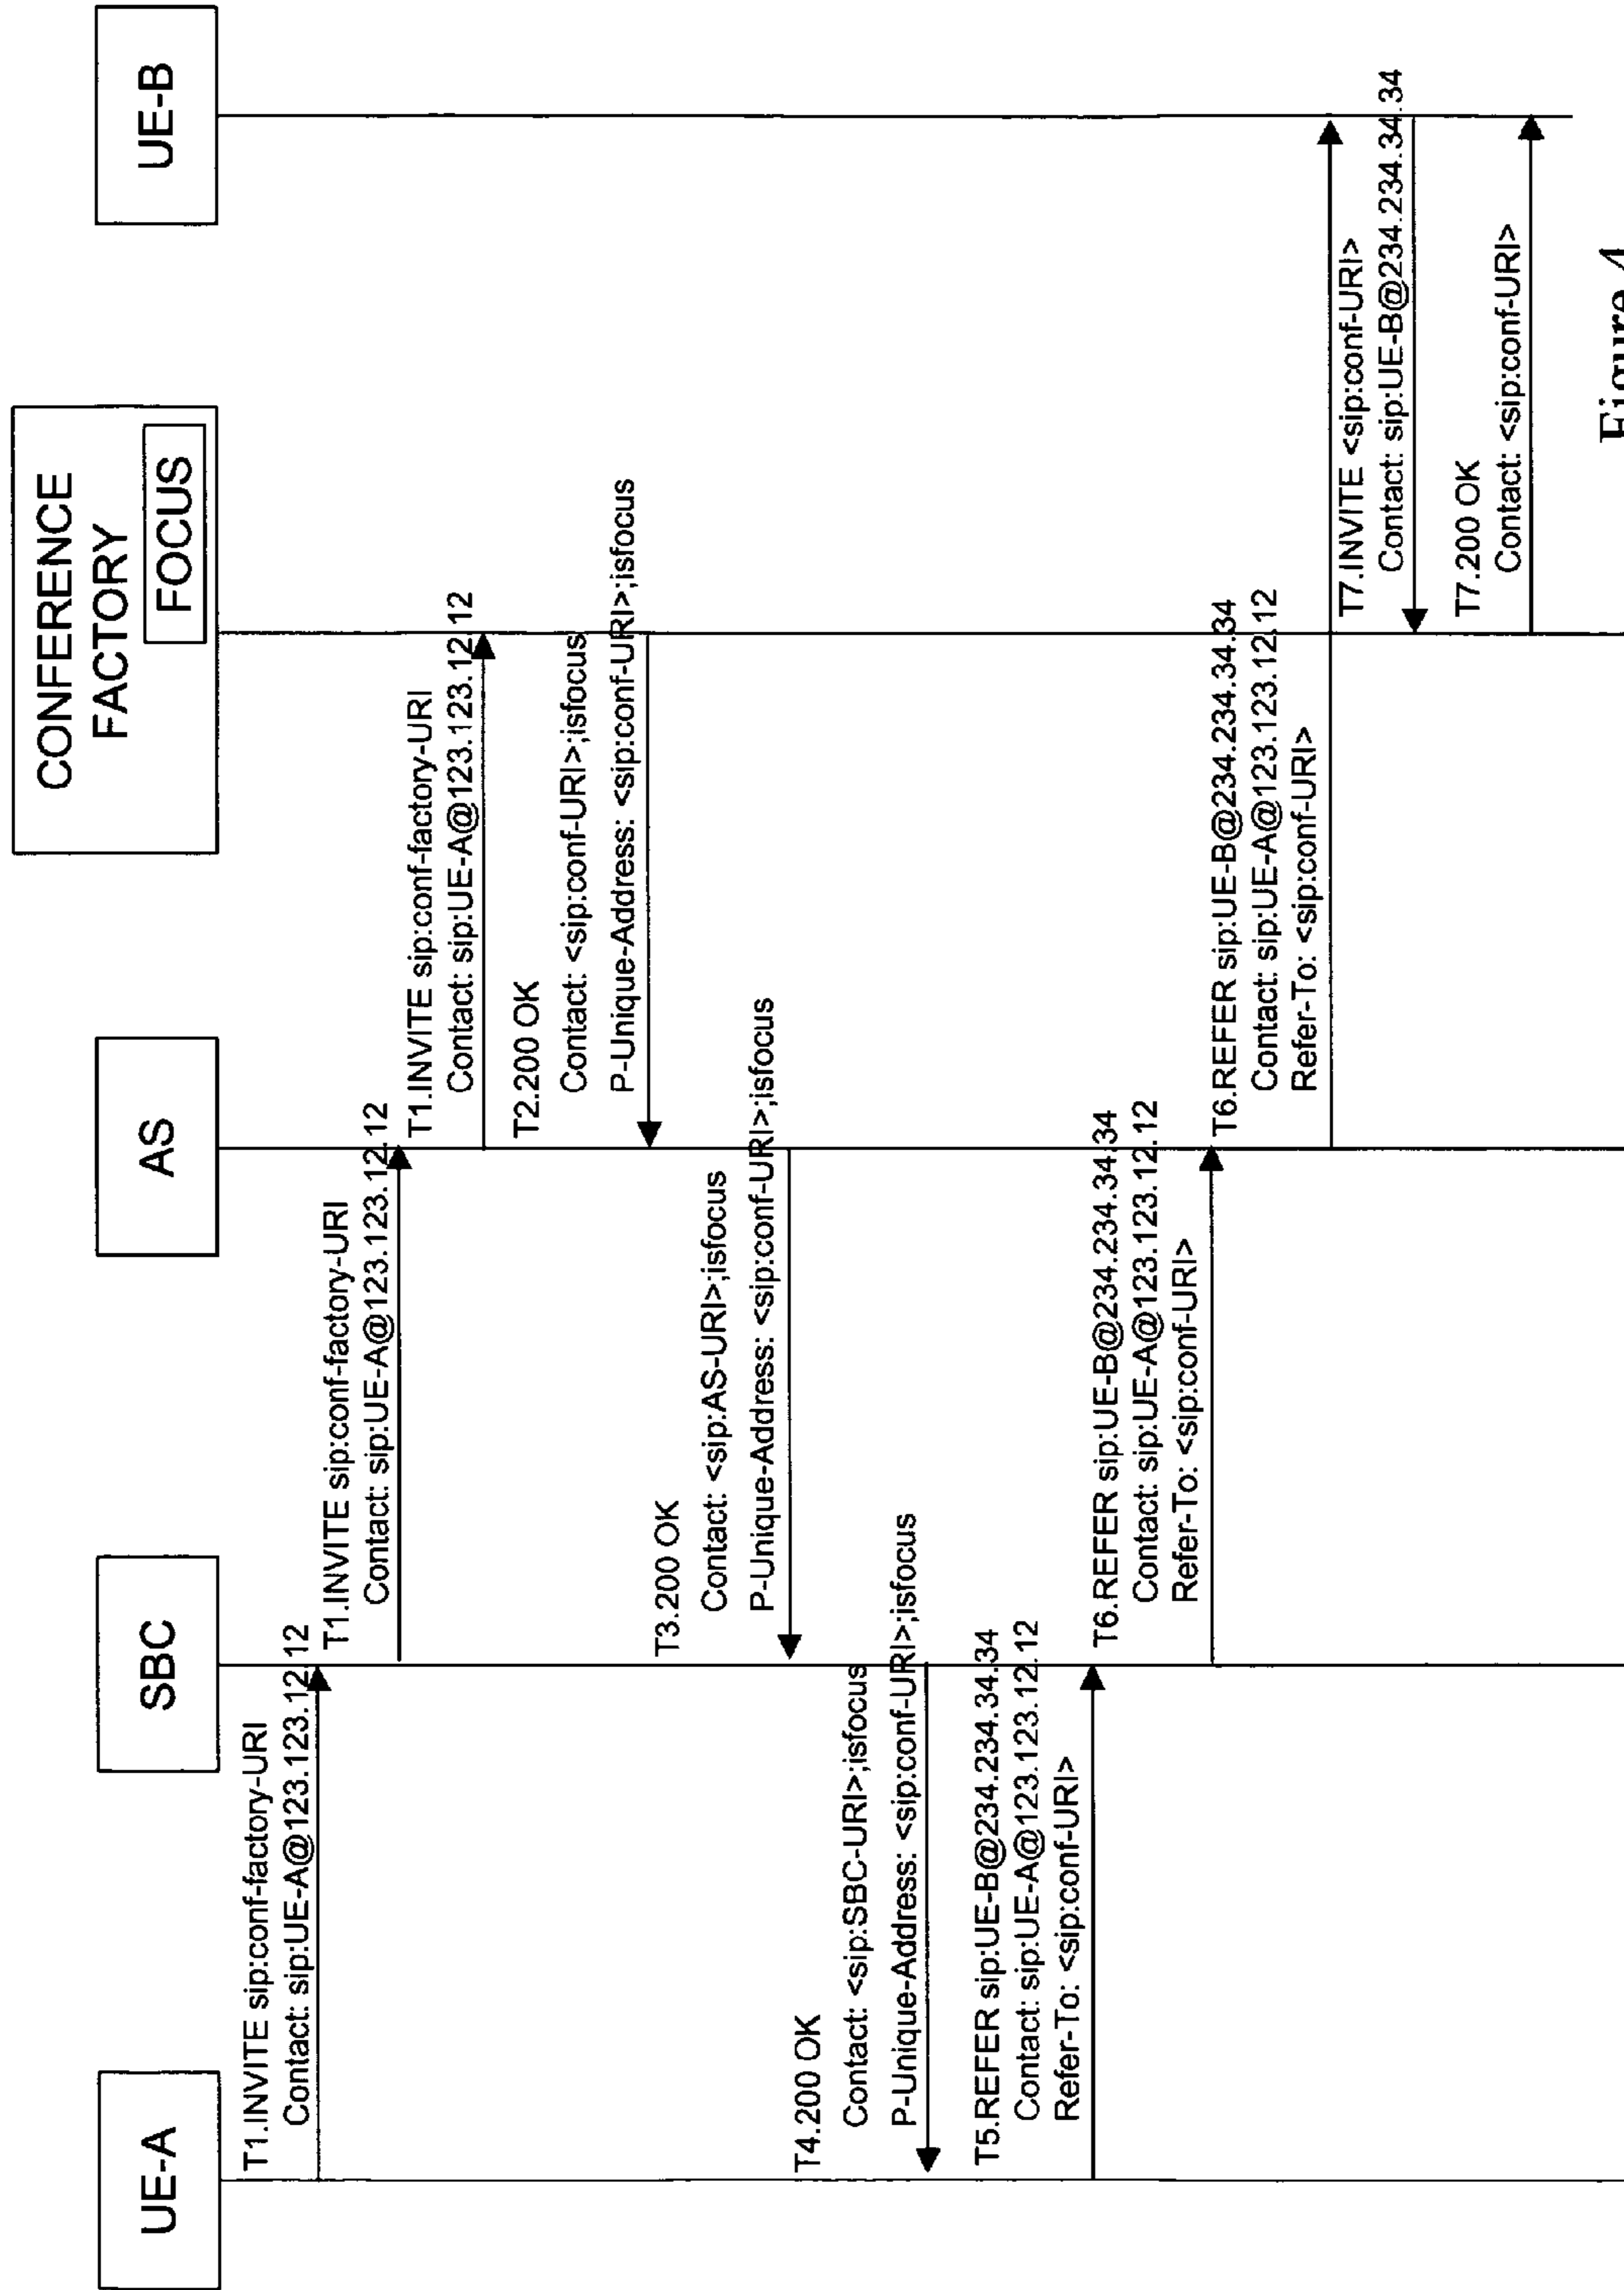 UE-A
SBC
AS
CONFERENCE
FACTORY
FOCUS
UE-B
T1.INVITE sip:conf-factory-URI
Contact: sip:UE-A@123.123.12.12
T1.INVITE sip:conf-factory-URI
Contact: sip:UE-A@123.123.12.12
T1.INVITE sip:conf-factory-URI
Contact: sip:UE-A@123.123.12.12
T2.200 OK
Contact: <sip:conf-URI>;isfocus
P-Unique-Address: <sip:conf-URI>;isfocus
T3.200 OK
Contact: <sip:AS-URI>;isfocus
P-Unique-Address: <sip:conf-URI>;isfocus
T4.200 OK
Contact: <sip:SBC-URI>;isfocus
P-Unique-Address: <sip:conf-URI>;isfocus
T5.REFER sip:UE-B@234.234.34.34
Contact: sip:UE-A@123.123.12.12
Refer-To: <sip:conf-URI>
T6.REFER sip:UE-B@234.234.34.34
Contact: sip:UE-A@123.123.12.12
Refer-To: <sip:conf-URI>
T6.REFER sip:UE-B@234.234.34.34
Contact: sip:UE-A@123.123.12.12
Refer-To: <sip:conf-URI>
T7.INVITE <sip:conf-URI>
Contact: sip:UE-B@234.234.34.34
T7.200 OK
Contact: <sip:conf-URI>
Figure 4